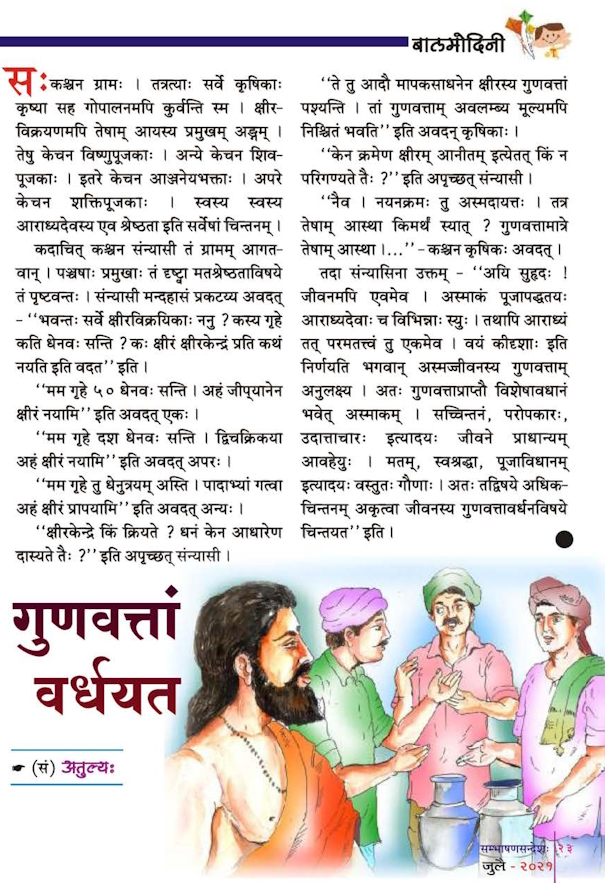 बालमोदिनी
सः कश्चन ग्रामः । तत्रत्याः सर्वे कृषिकाः
कृष्या सह गोपालनमपि कुर्वन्ति स्म । क्षीर-
विक्रयणमपि तेषाम् आयस्य प्रमुखम् अङ्गम् ।
तेषु केचन विष्णुपूजकाः । अन्ये केचन शिव-
पूजकाः । इतरे केचन आञ्जनेयभक्ताः । अपरे
केचन शक्तिपूजकाः । स्वस्य स्वस्य
आराध्यदेवस्य एव श्रेष्ठता इति सर्वेषां चिन्तनम् ।
कदाचित् कश्चन संन्यासी तं ग्रामम् आगत-
वान् । पञ्चषाः प्रमुखाः तं दृष्ट्वा मतश्रेष्ठताविषये
तं पृष्टवन्तः । संन्यासी मन्दहासं प्रकटय्य अवदत्
- ‘‘भवन्तः सर्वे क्षीरविक्रयिकाः ननु ? कस्य गृहे
कति धेनवः सन्ति ? कः क्षीरं क्षीरकेन्द्रं प्रति कथं
नयति इति वदत’’ इति ।
‘‘मम गृहे ५० धेनवः सन्ति । अहं जीप्‌यानेन
क्षीरं नयामि’’ इति अवदत् एकः ।
‘‘मम गृहे दश धेनवः सन्ति । द्विचक्रिकया
अहं क्षीरं नयामि’’ इति अवदत् अपरः ।
‘‘मम गृहे तु धेनुत्रयम् अस्ति । पादाभ्यां गत्वा
अहं क्षीरं प्रापयामि’’ इति अवदत् अन्यः ।
‘‘क्षीरकेन्द्रे किं क्रियते ? धनं केन आधारेण
दास्यते तैः ?’’ इति अपृच्छत् संन्यासी ।
‘‘ते तु आदौ मापकसाधनेन क्षीरस्य गुणवत्तां
पश्यन्ति । तां गुणवत्ताम् अवलम्ब्य मूल्यमपि
निश्चितं भवति’’ इति अवदन् कृषिकाः ।
‘‘केन क्रमेण क्षीरम् आनीतम् इत्येतत् किं न
परिगण्यते तैः ?’’ इति अपृच्छत् संन्यासी ।
‘‘नैव । नयनक्रमः तु अस्मदायत्तः । तत्र
तेषाम् आस्था किमर्थं स्यात् ? गुणवत्तामात्रे
तेषाम् आस्था ।...’’ - कश्चन कृषिकः अवदत् ।
तदा संन्यासिना उक्तम् - ‘‘अयि सुहृदः !
जीवनमपि एवमेव । अस्माकं पूजापद्धतयः
आराध्यदेवाः च विभिन्नाः स्युः । तथापि आराध्यं
तत् परमतत्त्वं तु एकमेव । वयं कीदृशाः इति
निर्णयति भगवान् अस्मज्जीवनस्य गुणवत्ताम्
अनुलक्ष्य । अतः गुणवत्ताप्राप्तौ विशेषावधानं
भवेत् अस्माकम् । सच्चिन्तनं, परोपकारः,
उदात्ताचारः इत्यादयः जीवने प्राधान्यम्
आवहेयुः । मतम्, स्वश्रद्धा, पूजाविधानम्
इत्यादयः वस्तुतः गौणाः । अतः तद्विषये अधिक-
चिन्तनम् अकृत्वा जीवनस्य गुणवत्तावर्धनविषये
चिन्तयत’’ इति ।
गुणवत्तां
वर्धयत
(सं) अतुल्यः
सम्भाषणसन्देशः २३
जुलै - २०२१